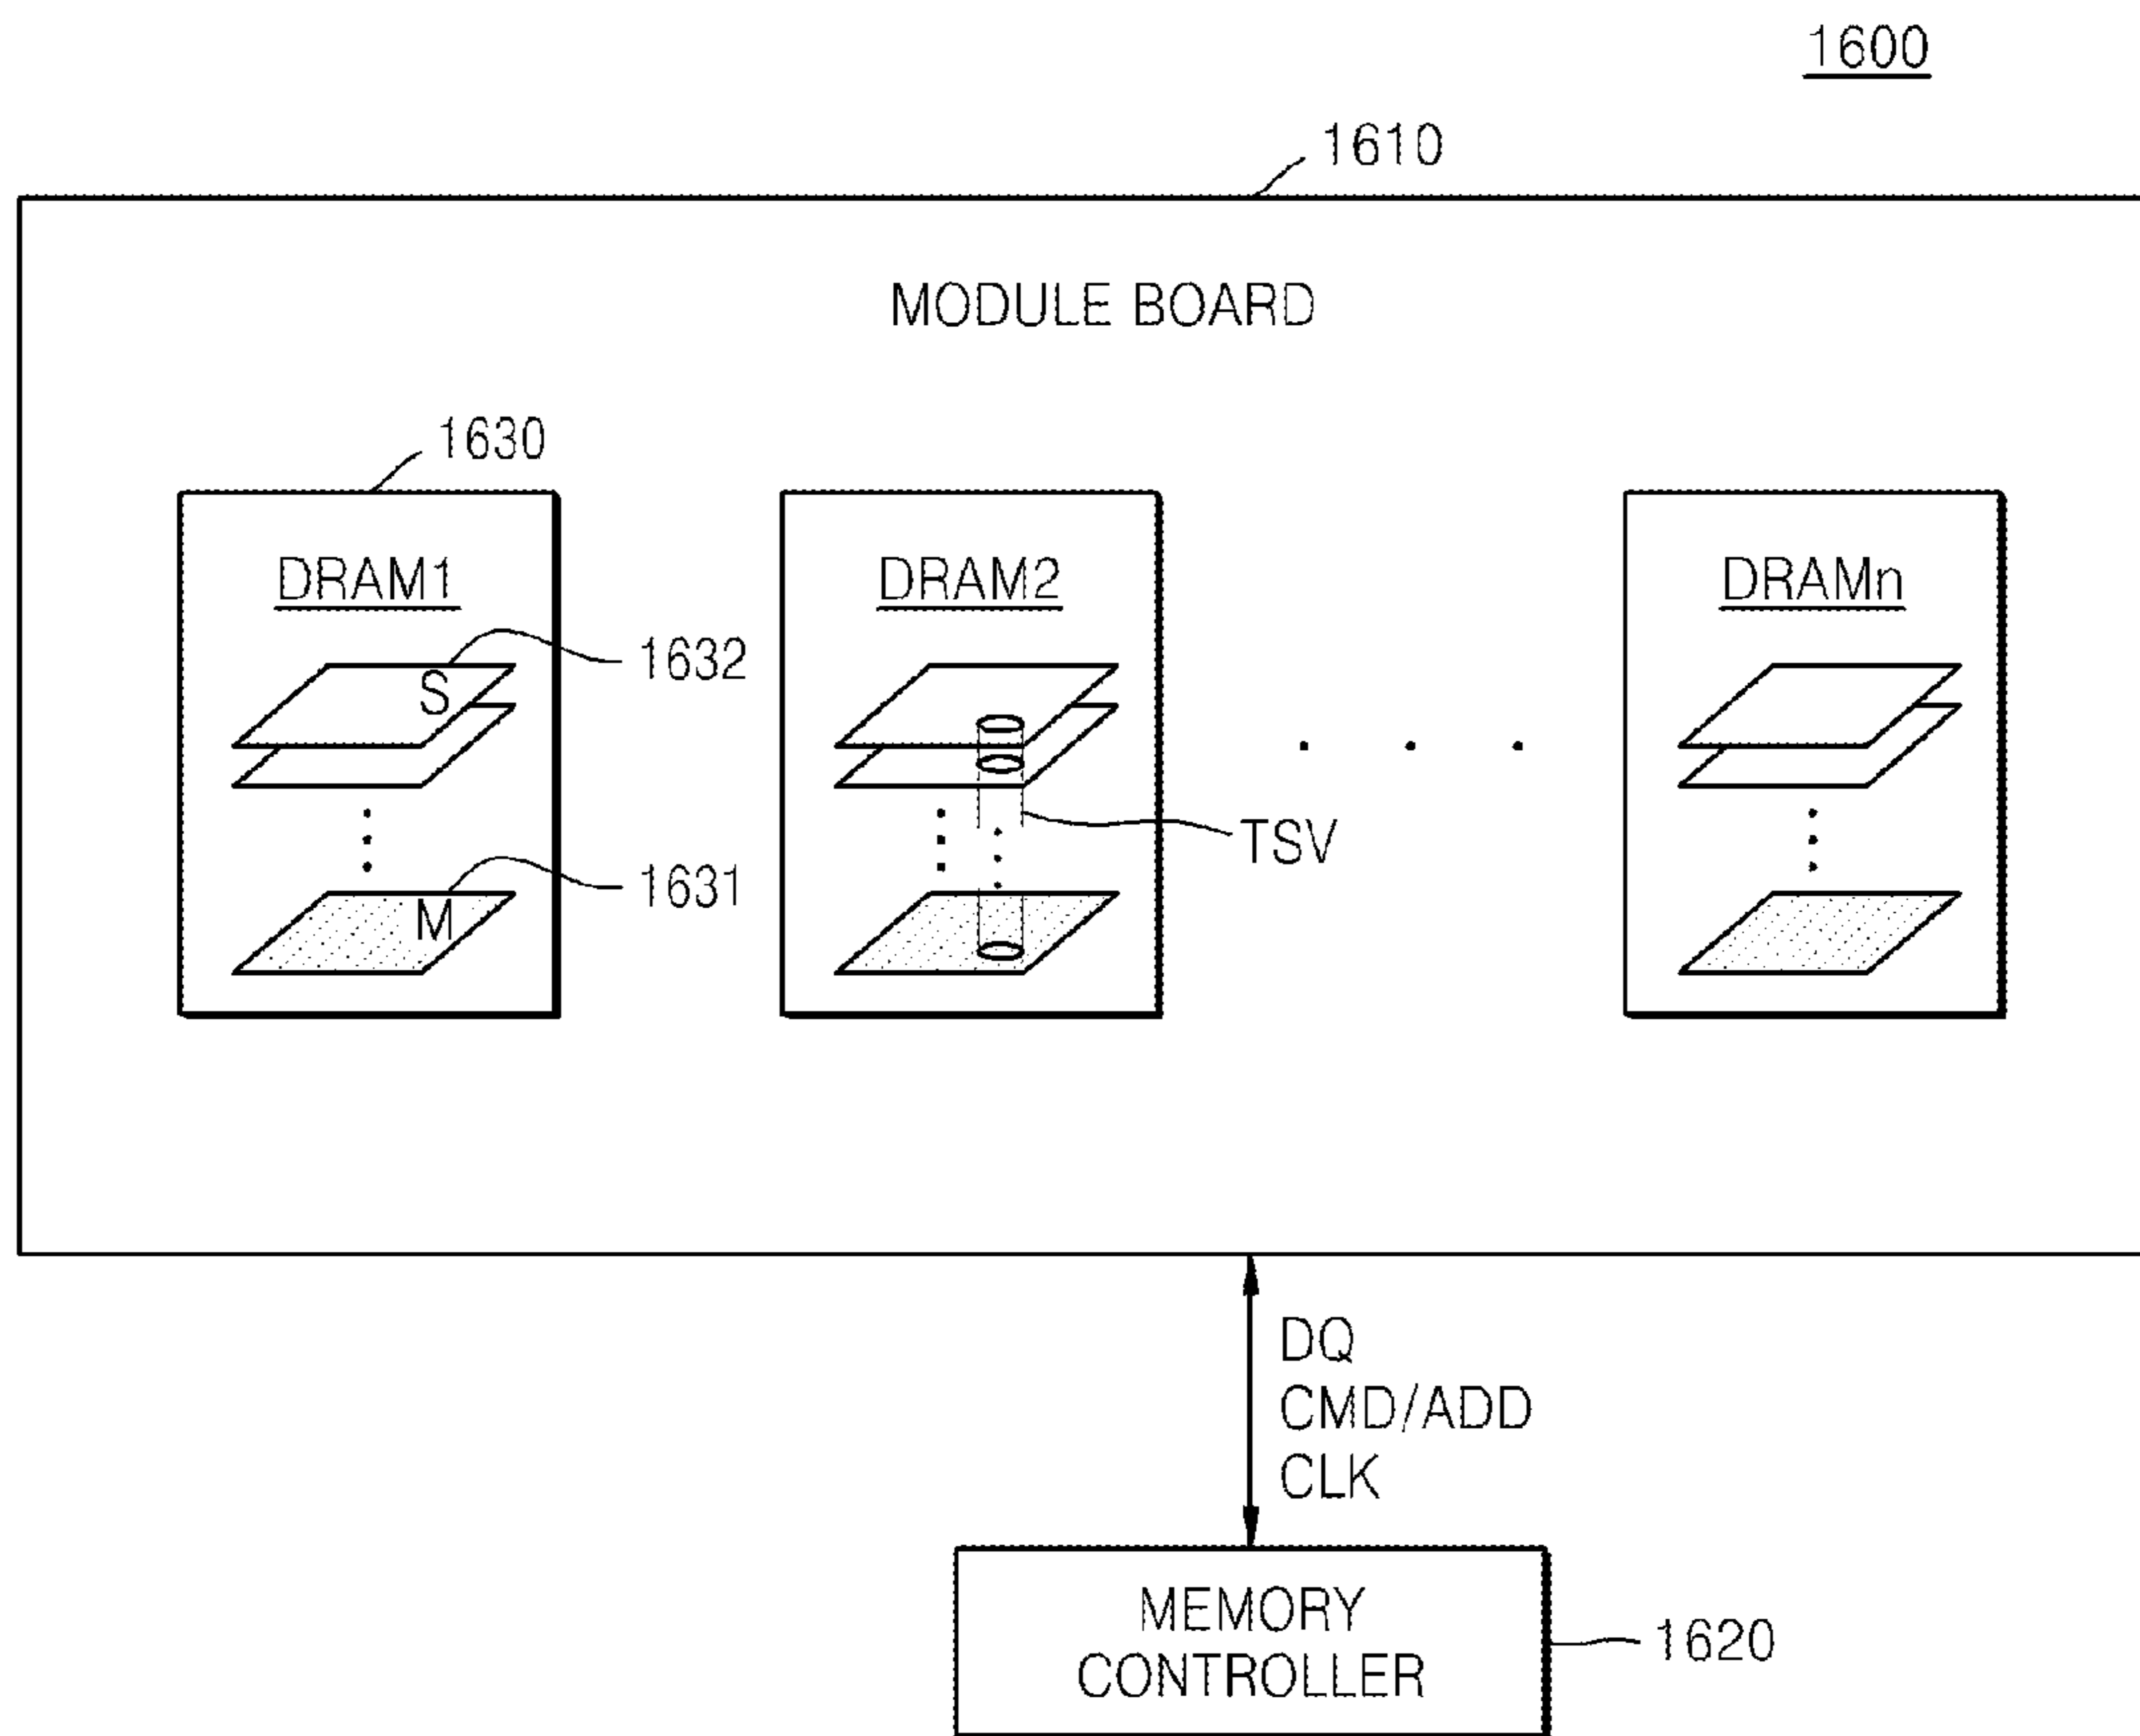 1600
1610
MODULE BOARD
1630
DRAM1
DRAM2
DRAMn
1632
S
TSV
1631
M
DQ
CMD/ADD
CLK
MEMORY
CONTROLLER
1620